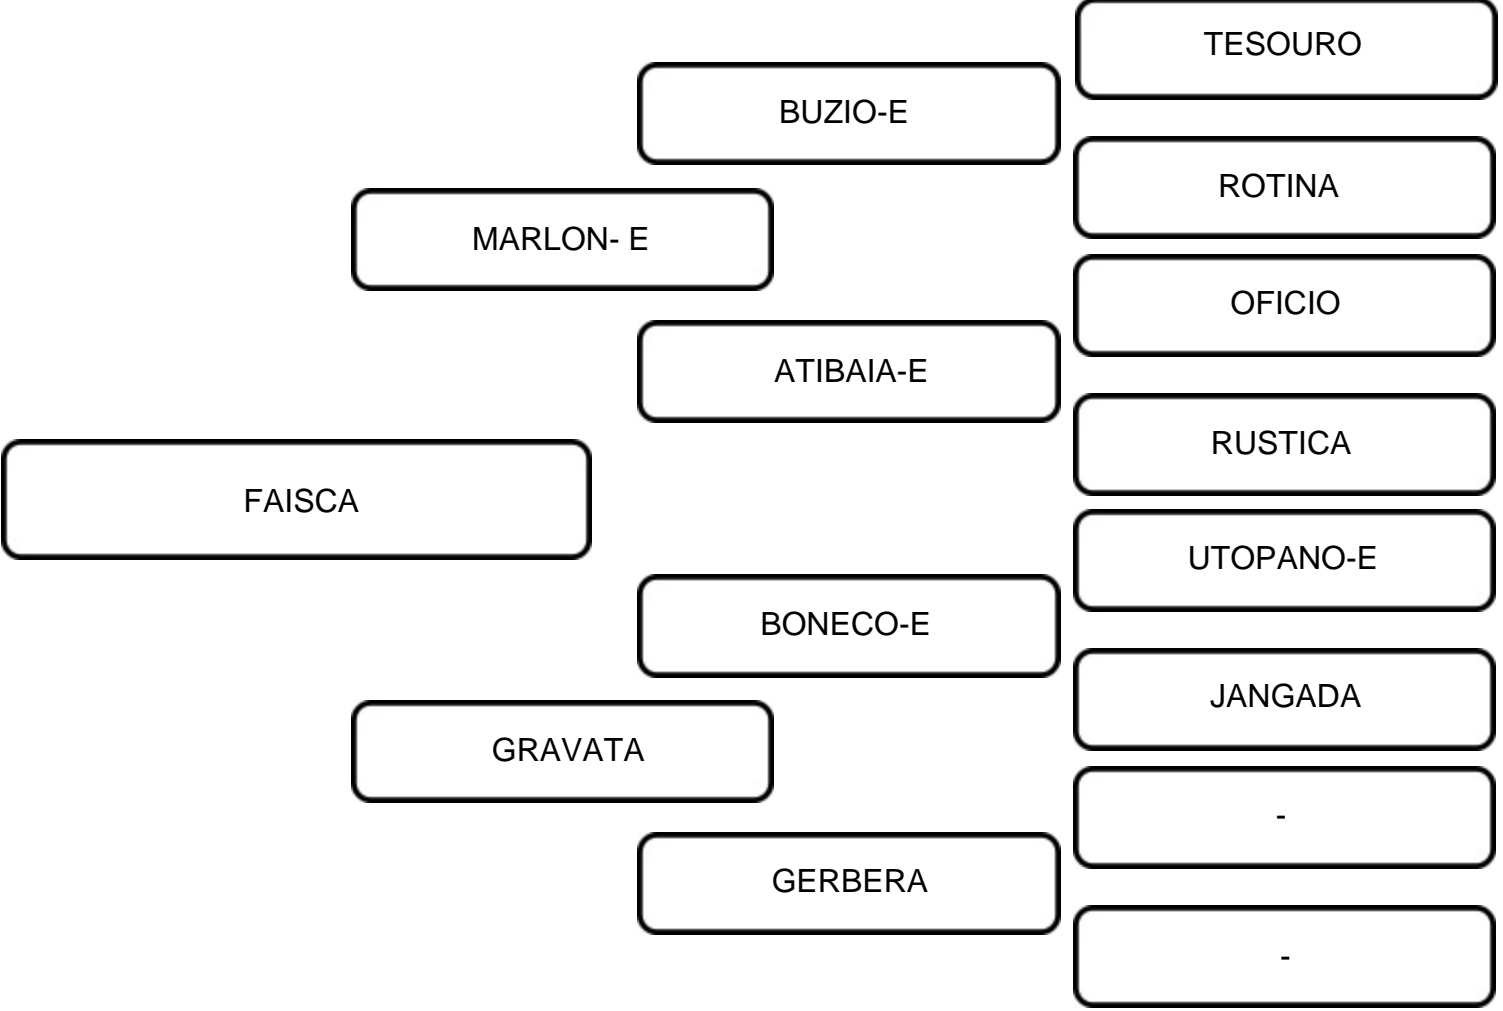 TESOURO
BUZIO-E
ROTINA
MARLON- E
OFICIO
ATIBAIA-E
RUSTICA
FAISCA
UTOPANO-E
BONECO-E
JANGADA
GRAVATA
-
GERBERA
-